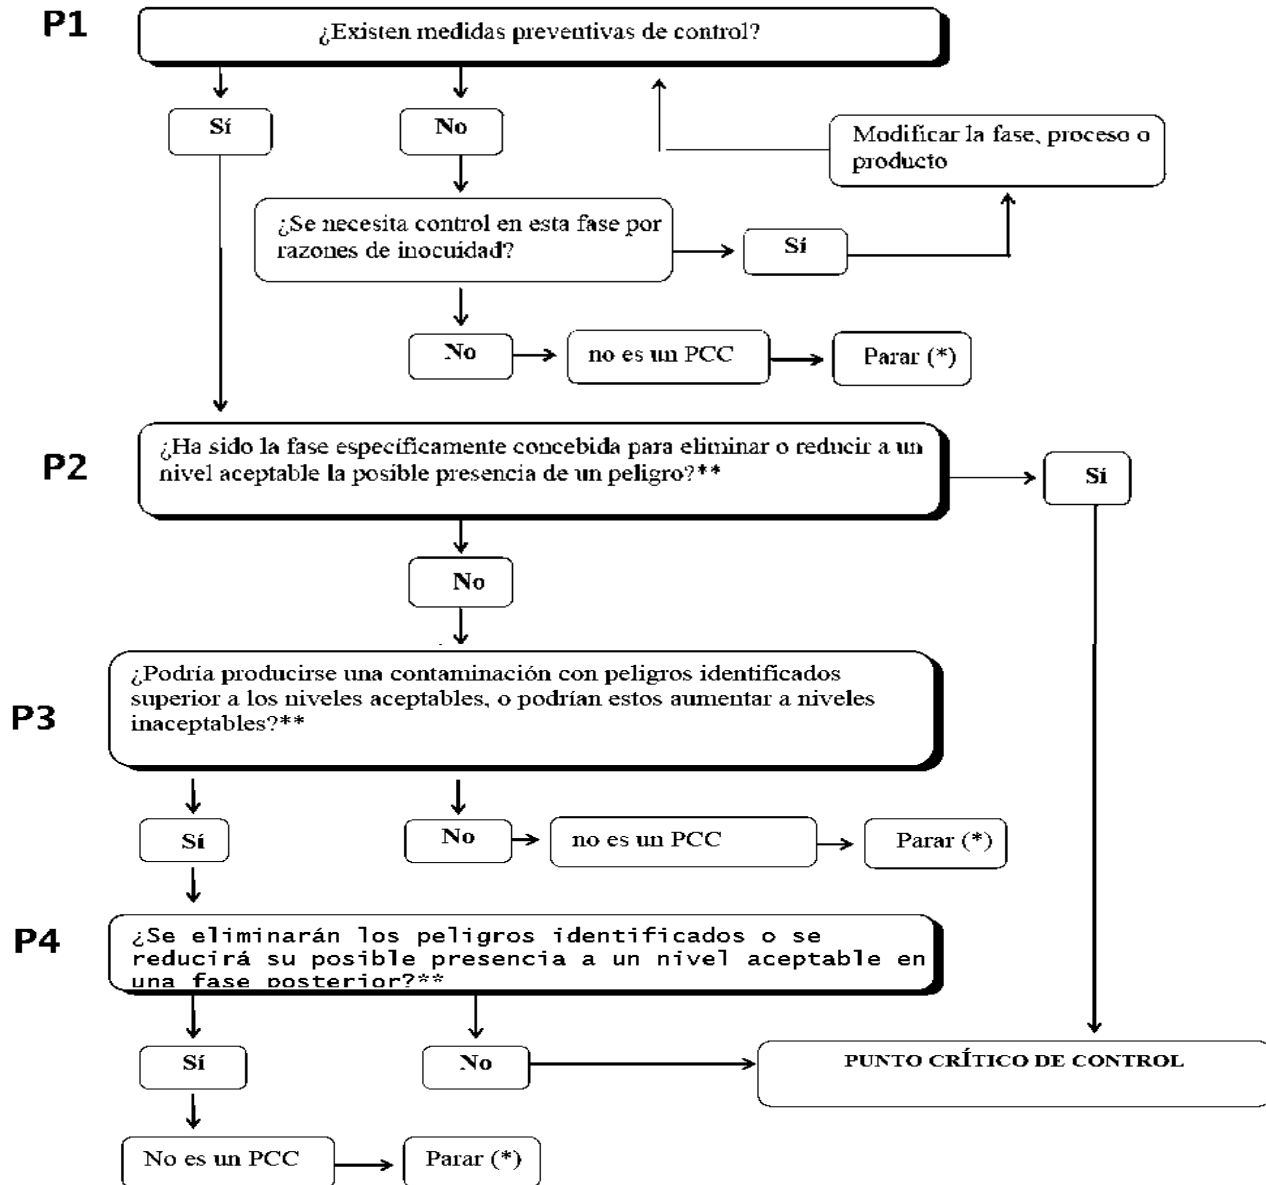 P1
¿Existen medidas preventivas de control?
Sí
No
Modificar la fase, proceso o
producto
¿Se necesita control en esta fase por
razones de inocuidad?
Sí
No
no es un PCC
Parar (*)
P2
¿Ha sido la fase específicamente concebida para eliminar o reducir a un
nivel aceptable la posible presencia de un peligro?**
Sí
No
P3
¿Podría producirse una contaminación con peligros identificados
superior a los niveles aceptables, o podrían estos aumentar a niveles
inaceptables?**
Sí
No
no es un PCC
Parar (*)
P4
¿Se eliminarán los peligros identificados o se
reducirá su posible presencia a un nivel aceptable en
una fase posterior?**
Sí
No
PUNTO CRÍTICO DE CONTROL
No es un PCC
Parar (*)